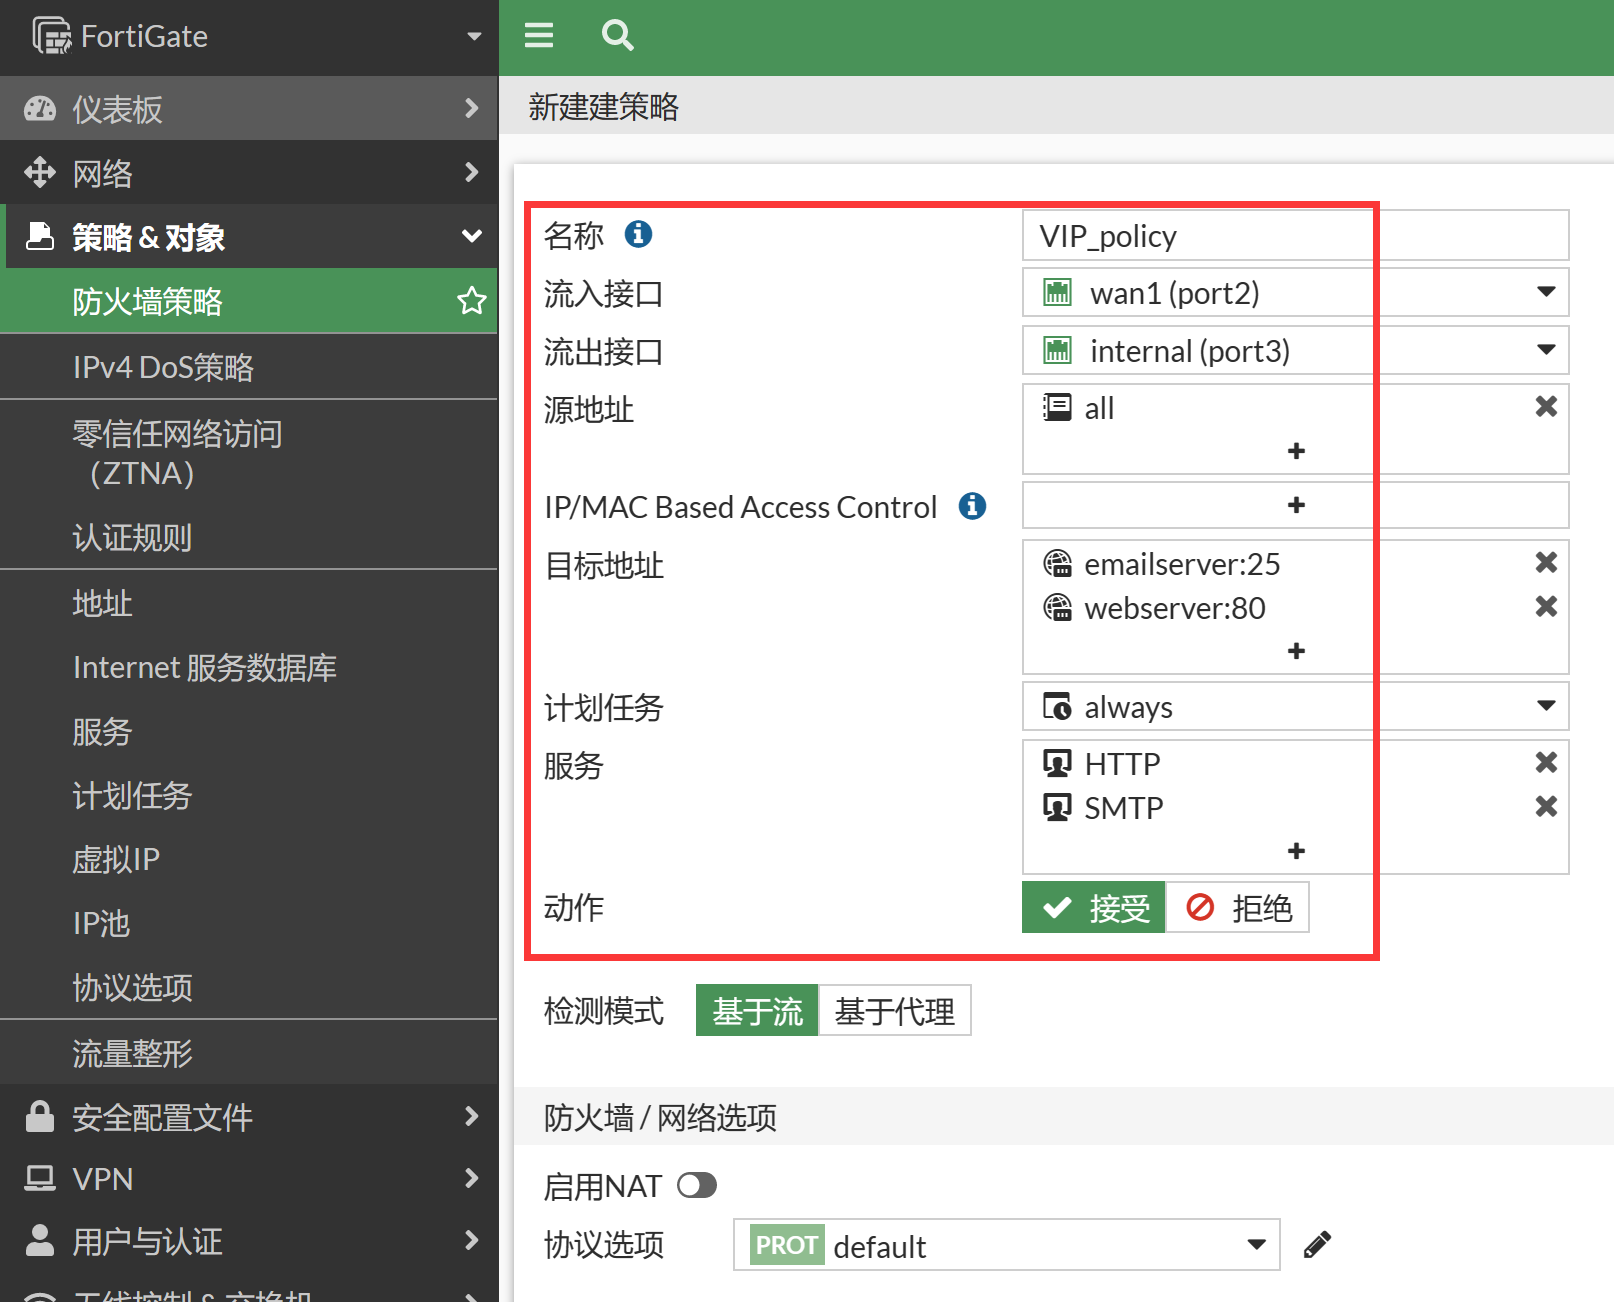 FortiGate
仪表板
网络
策略 & 对象
防火墙策略
IPv4 DoS策略
零信任网络访问
（ZTNA）
认证规则
地址
Internet 服务数据库
服务
计划任务
虚拟IP
IP池
协议选项
流量整形
安全配置文件
VPN
用户与认证
无线控制 & 交换机
新建建策略
名称 VIP_policy
流入接口 wan1 (port2)
流出接口 internal (port3)
源地址 all
IP/MAC Based Access Control
目标地址 emailserver:25
webserver:80
计划任务 always
服务 HTTP
SMTP
动作 接受 拒绝
检测模式 基于流 基于代理
防火墙 / 网络选项
启用NAT
协议选项 PROT default